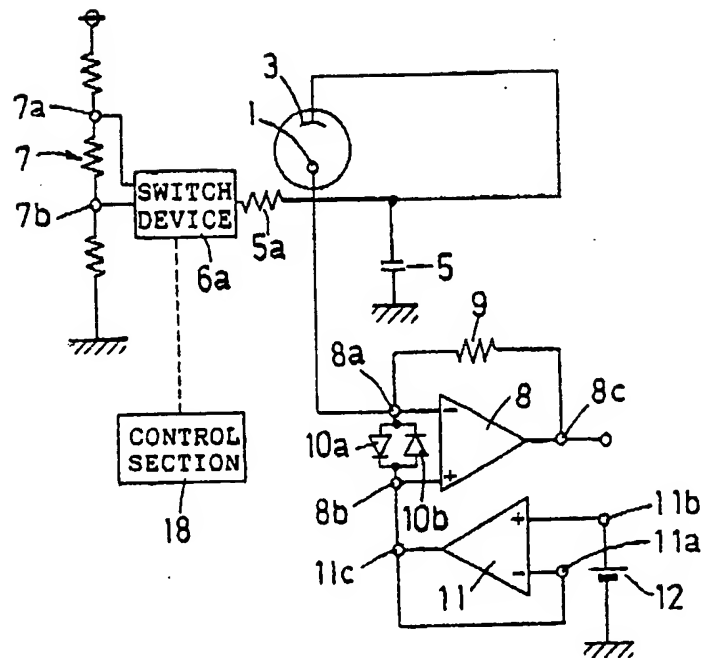 7a
7
7b
SWITCH
DEVICE
6a
5a
3
1
5
9
8a
8
8c
10a
10b
8b
CONTROL
SECTION
18
11b
11a
11c
11
12